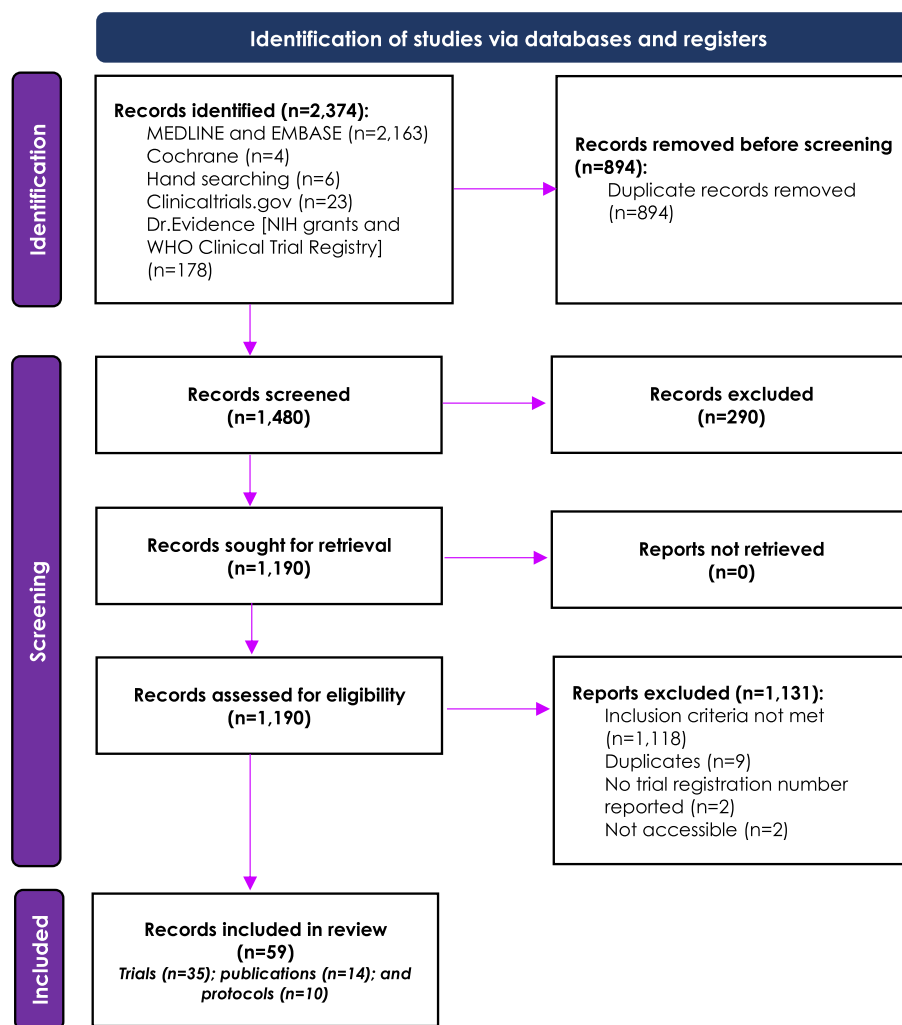 Identification of studies via databases and registers
Identification
Records identified (n=2,374):
MEDLINE and EMBASE (n=2,163)
Cochrane (n=4)
Hand searching (n=6)
Clinicaltrials.gov (n=23)
Dr.Evidence [NIH grants and
WHO Clinical Trial Registry]
(n=178)
Records removed before screening
(n=894):
Duplicate records removed
(n=894)
Screening
Records screened
(n=1,480)
Records excluded
(n=290)
Records sought for retrieval
(n=1,190)
Reports not retrieved
(n=0)
Records assessed for eligibility
(n=1,190)
Reports excluded (n=1,131):
Inclusion criteria not met
(n=1,118)
Duplicates (n=9)
No trial registration number
reported (n=2)
Not accessible (n=2)
Included
Records included in review
(n=59)
Trials (n=35); publications (n=14); and
protocols (n=10)